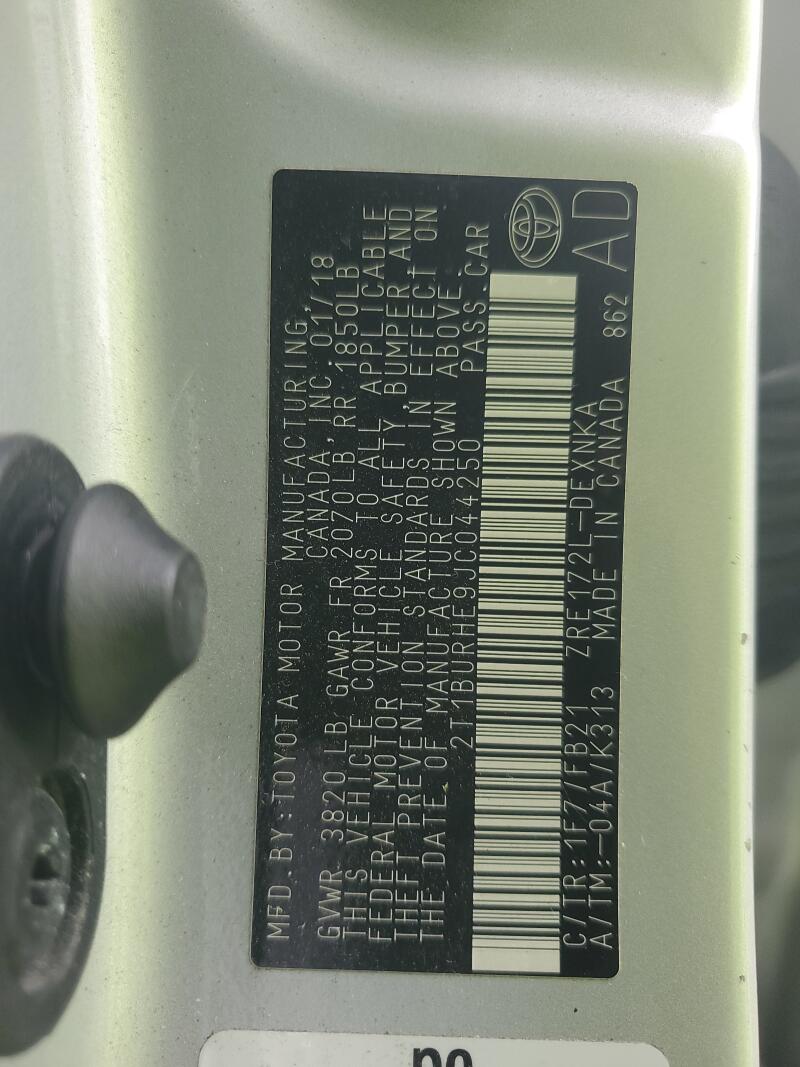 MFD.BY:TOYOTA MOTOR MANUFACTURING,
CANADA,INC.01/18
GVWR 3820LB GAWR FR 2070LB,RR 1850LB
THIS VEHICLE CONFORMS TO ALL APPLICABLE
FEDERAL MOTOR VEHICLE SAFETY, BUMPER,AND
THEFT PREVENTION STANDARDS IN EFFECT ON
THE DATE OF MANUFACTURE SHOWN ABOVE.
2T1BURHE9JC044250 PASS.CAR
C/TR:1F7/FB21 ZRE172L-DEXNKA
A/TM:-04A/K313 MADE IN CANADA 862 AD